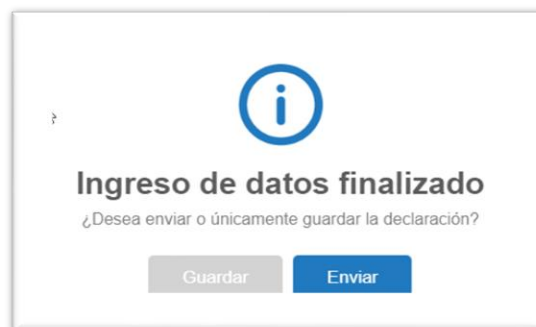 Ingreso de datos finalizado
¿Desea enviar o únicamente guardar la declaración?
Guardar Enviar